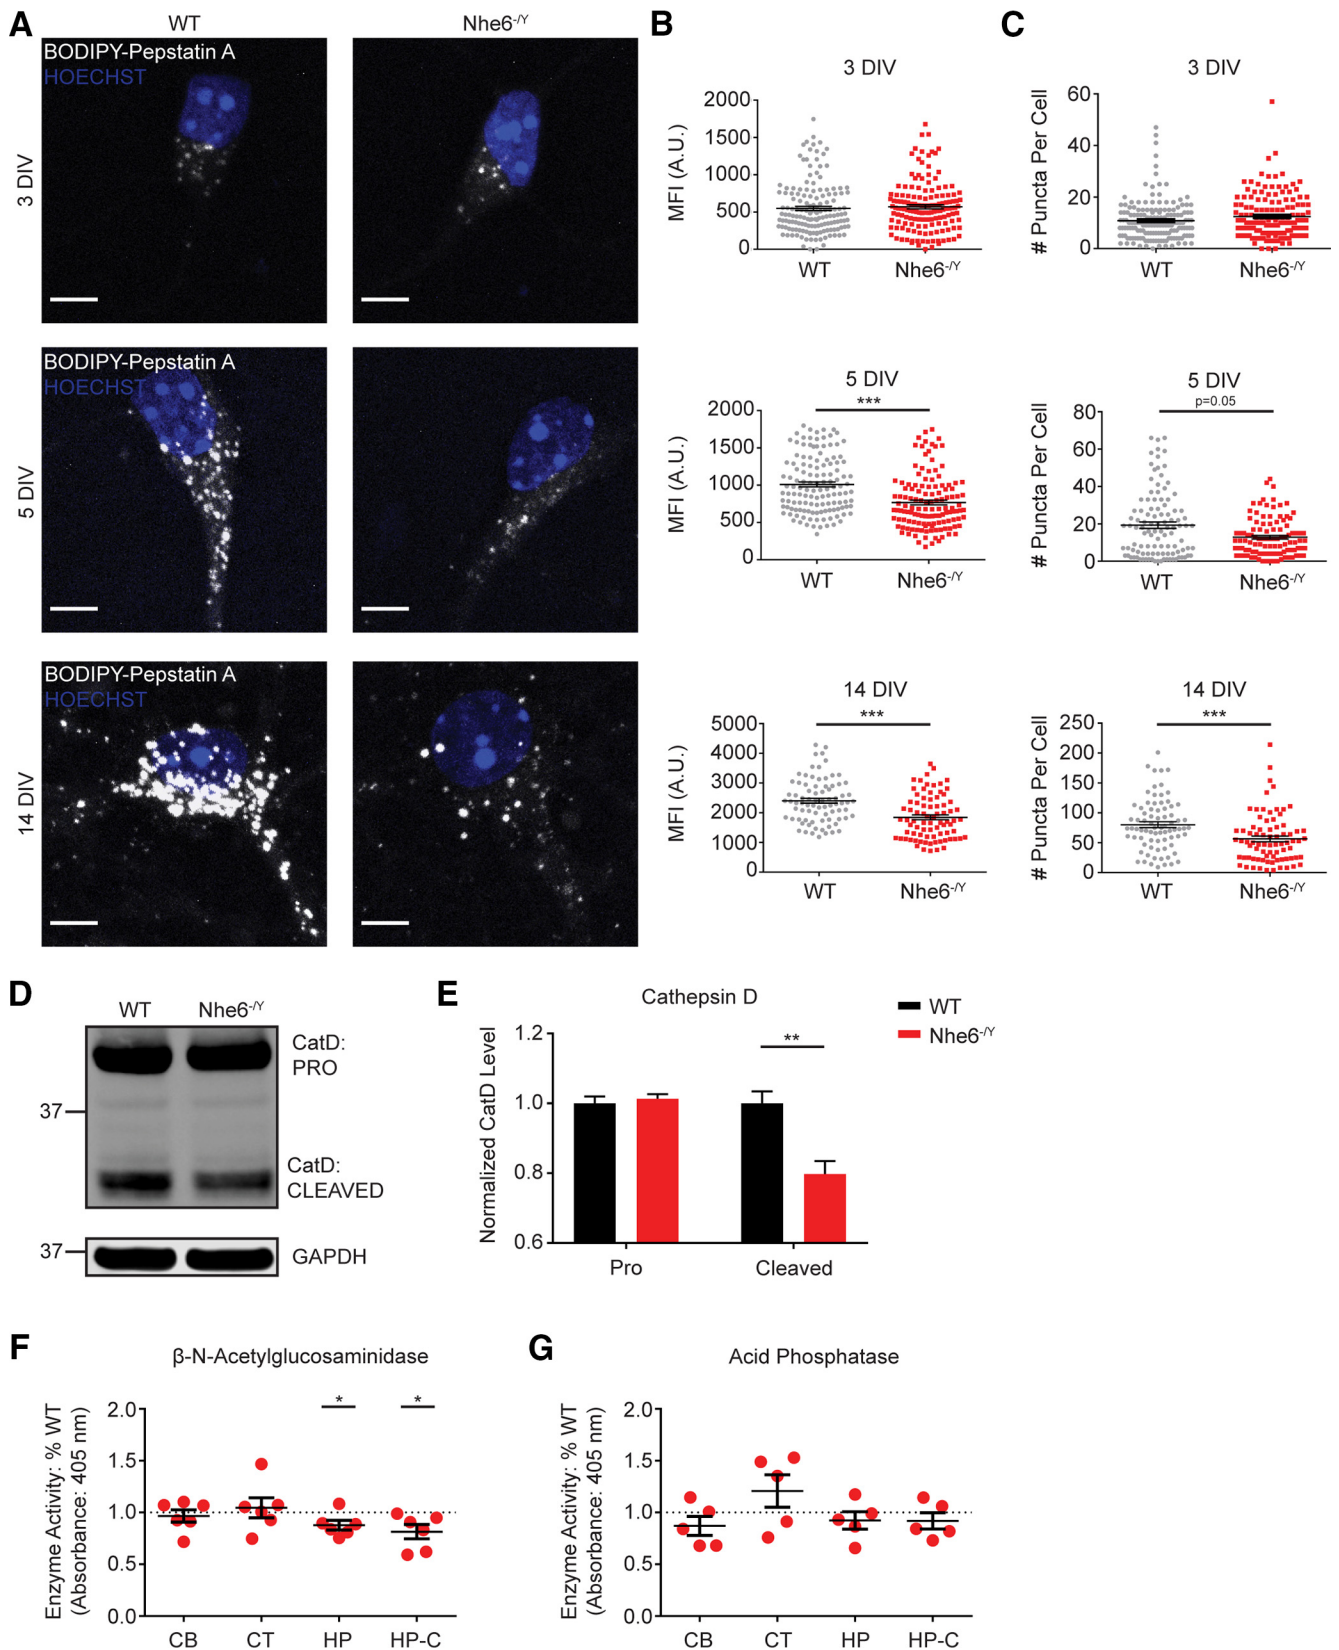 A
WT
Nhe6-/Y
BODIPY-Pepstatin A
HOECHST
3 DIV
BODIPY-Pepstatin A
HOECHST
5 DIV
BODIPY-Pepstatin A
HOECHST
14 DIV
B
3 DIV
MFI (A.U.)
2000
1500
1000
500
0
WT
Nhe6-/Y
5 DIV
***
MFI (A.U.)
2000
1500
1000
500
0
WT
Nhe6-/Y
14 DIV
***
MFI (A.U.)
5000
4000
3000
2000
1000
0
WT
Nhe6-/Y
C
3 DIV
# Puncta Per Cell
60
40
20
0
WT
Nhe6-/Y
5 DIV
p=0.05
# Puncta Per Cell
80
60
40
20
0
WT
Nhe6-/Y
14 DIV
***
# Puncta Per Cell
250
200
150
100
50
0
WT
Nhe6-/Y
D
WT
Nhe6-/Y
CatD:
PRO
37
CatD:
CLEAVED
37
GAPDH
E
Cathepsin D
WT
Nhe6-/Y
**
Normalized CatD Level
1.2
1.0
0.8
0.6
Pro
Cleaved
F
β-N-Acetylglucosaminidase
*
*
Enzyme Activity: % WT
(Absorbance: 405 nm)
2.0
1.5
1.0
0.5
0.0
CB
CT
HP
HP-C
G
Acid Phosphatase
Enzyme Activity: % WT
(Absorbance: 405 nm)
2.0
1.5
1.0
0.5
0.0
CB
CT
HP
HP-C